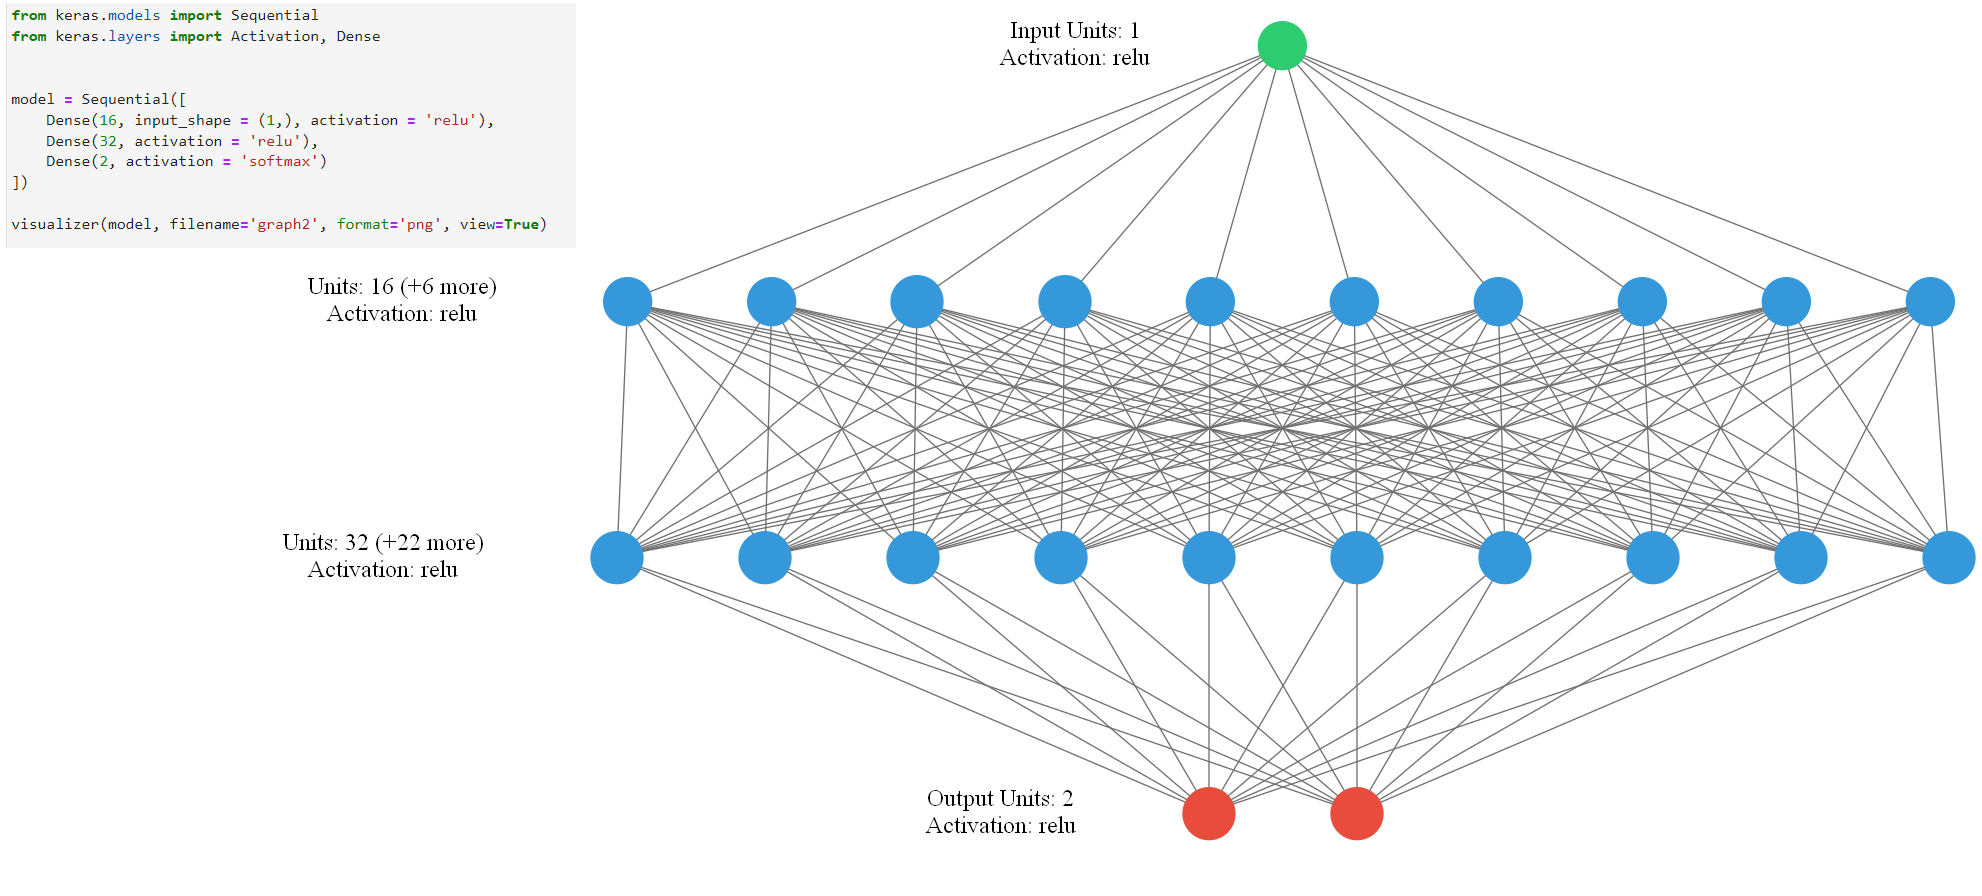 from keras.models import Sequential
from keras.layers import Activation, Dense
model = Sequential([
    Dense(16, input_shape = (1,), activation = 'relu'),
    Dense(32, activation = 'relu'),
    Dense(2, activation = 'softmax')
])
visualizer(model, filename='graph2', format='png', view=True)
Input Units: 1
Activation: relu
Units: 16 (+6 more)
Activation: relu
Units: 32 (+22 more)
Activation: relu
Output Units: 2
Activation: relu